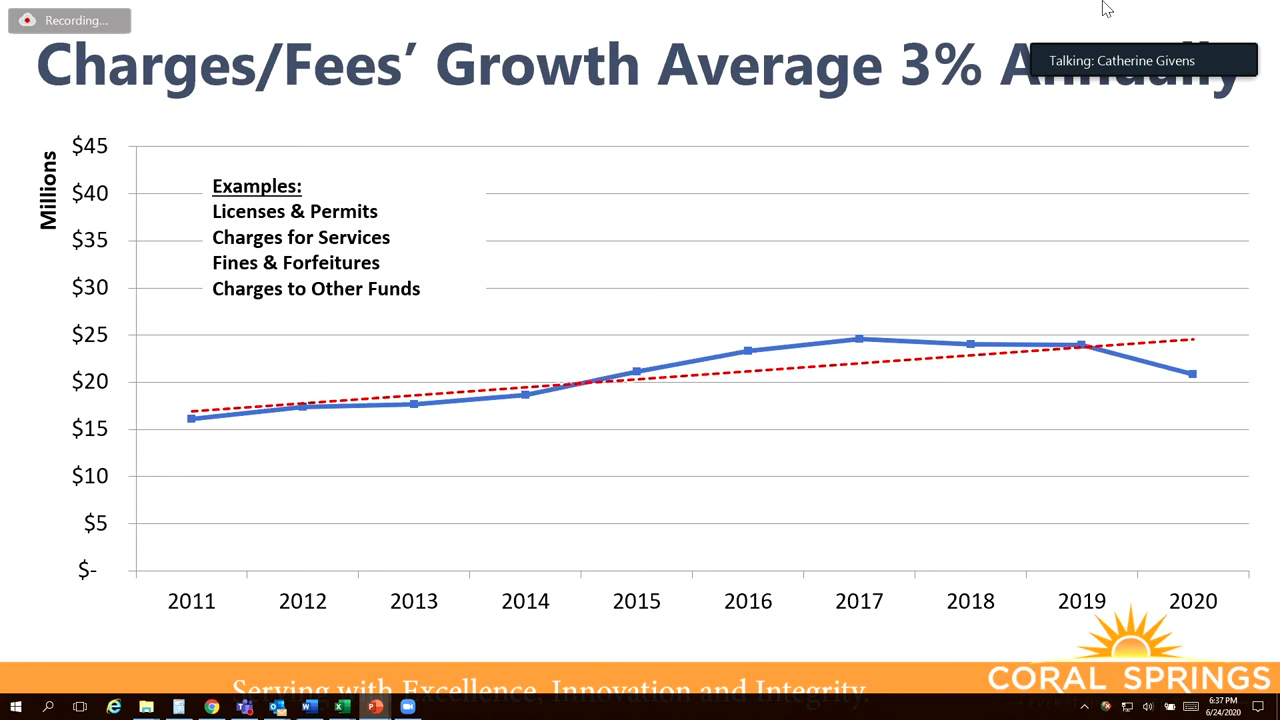 Recording...
Charges/Fees’ Growth Average 3% Annually
Talking: Catherine Givens
Millions
$45
$40
$35
$30
$25
$20
$15
$10
$5
$-
Examples:
Licenses & Permits
Charges for Services
Fines & Forfeitures
Charges to Other Funds
2011 2012 2013 2014 2015 2016 2017 2018 2019 2020
Serving with Excellence, Innovation and Integrity.
CORAL SPRINGS
6:37 PM
6/24/2020